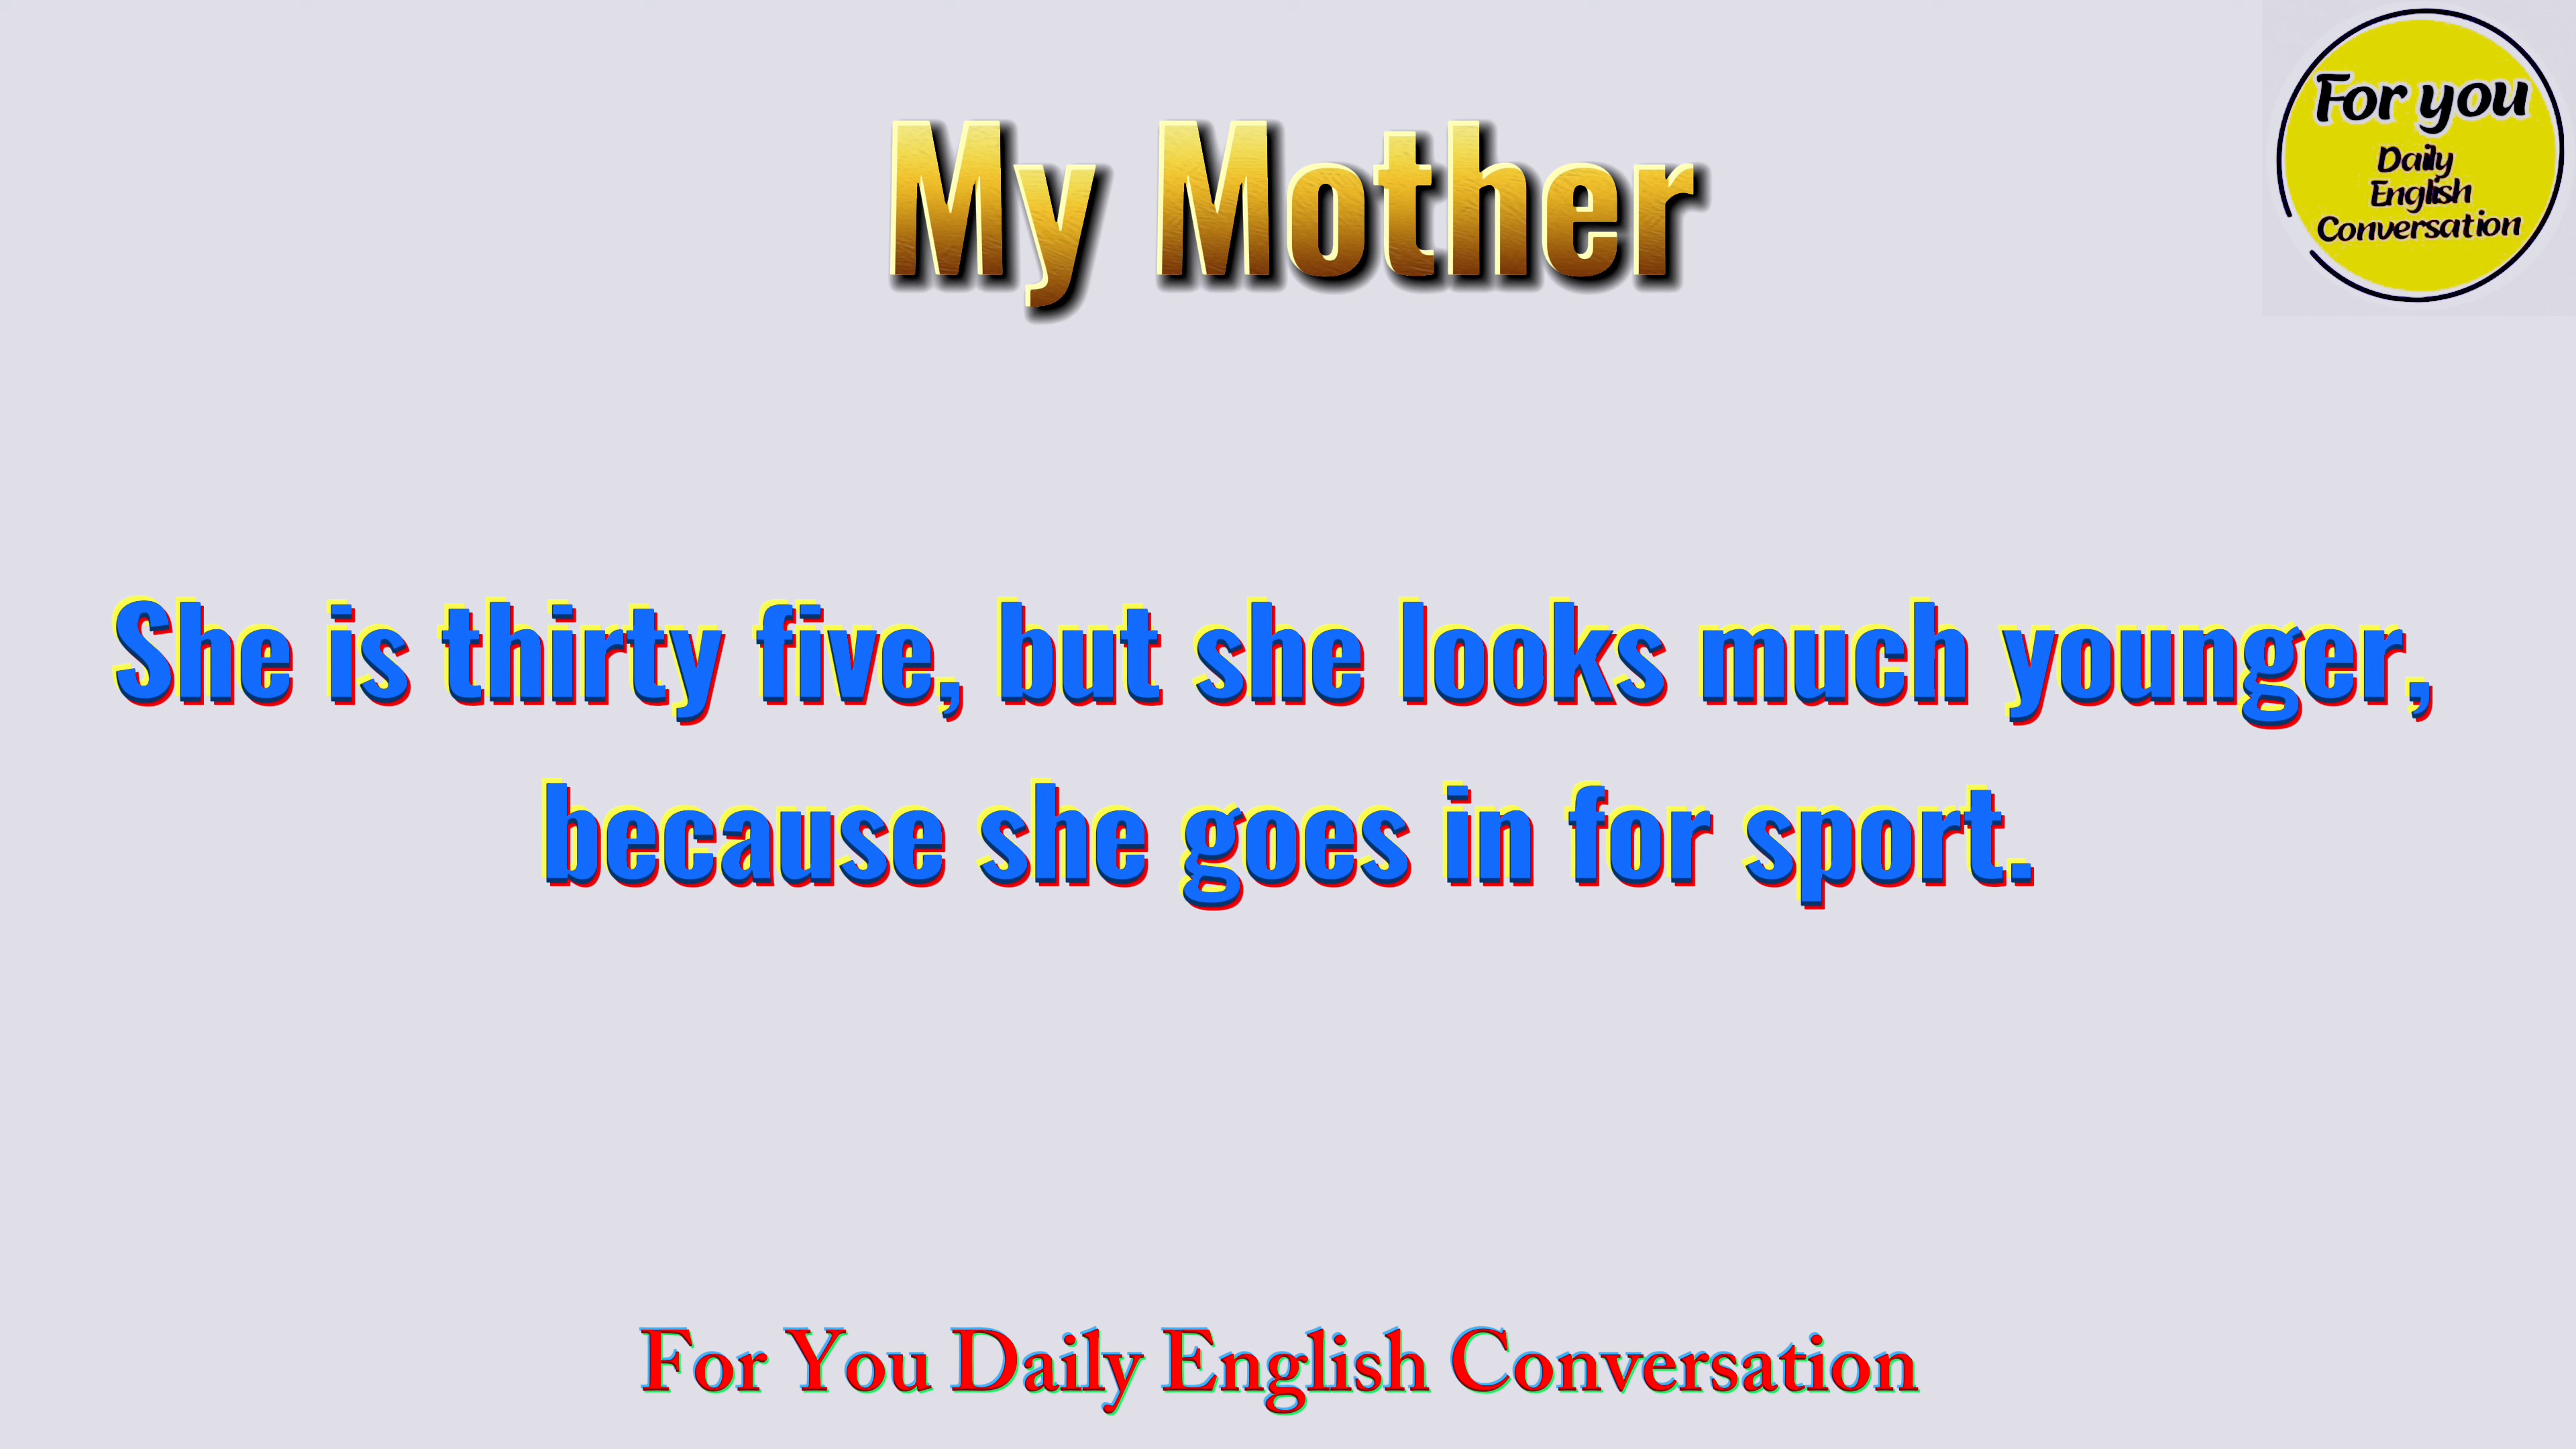 My Mother
For you
Daily
English
Conversation
She is thirty five, but she looks much younger,
because she goes in for sport.
For You Daily English Conversation